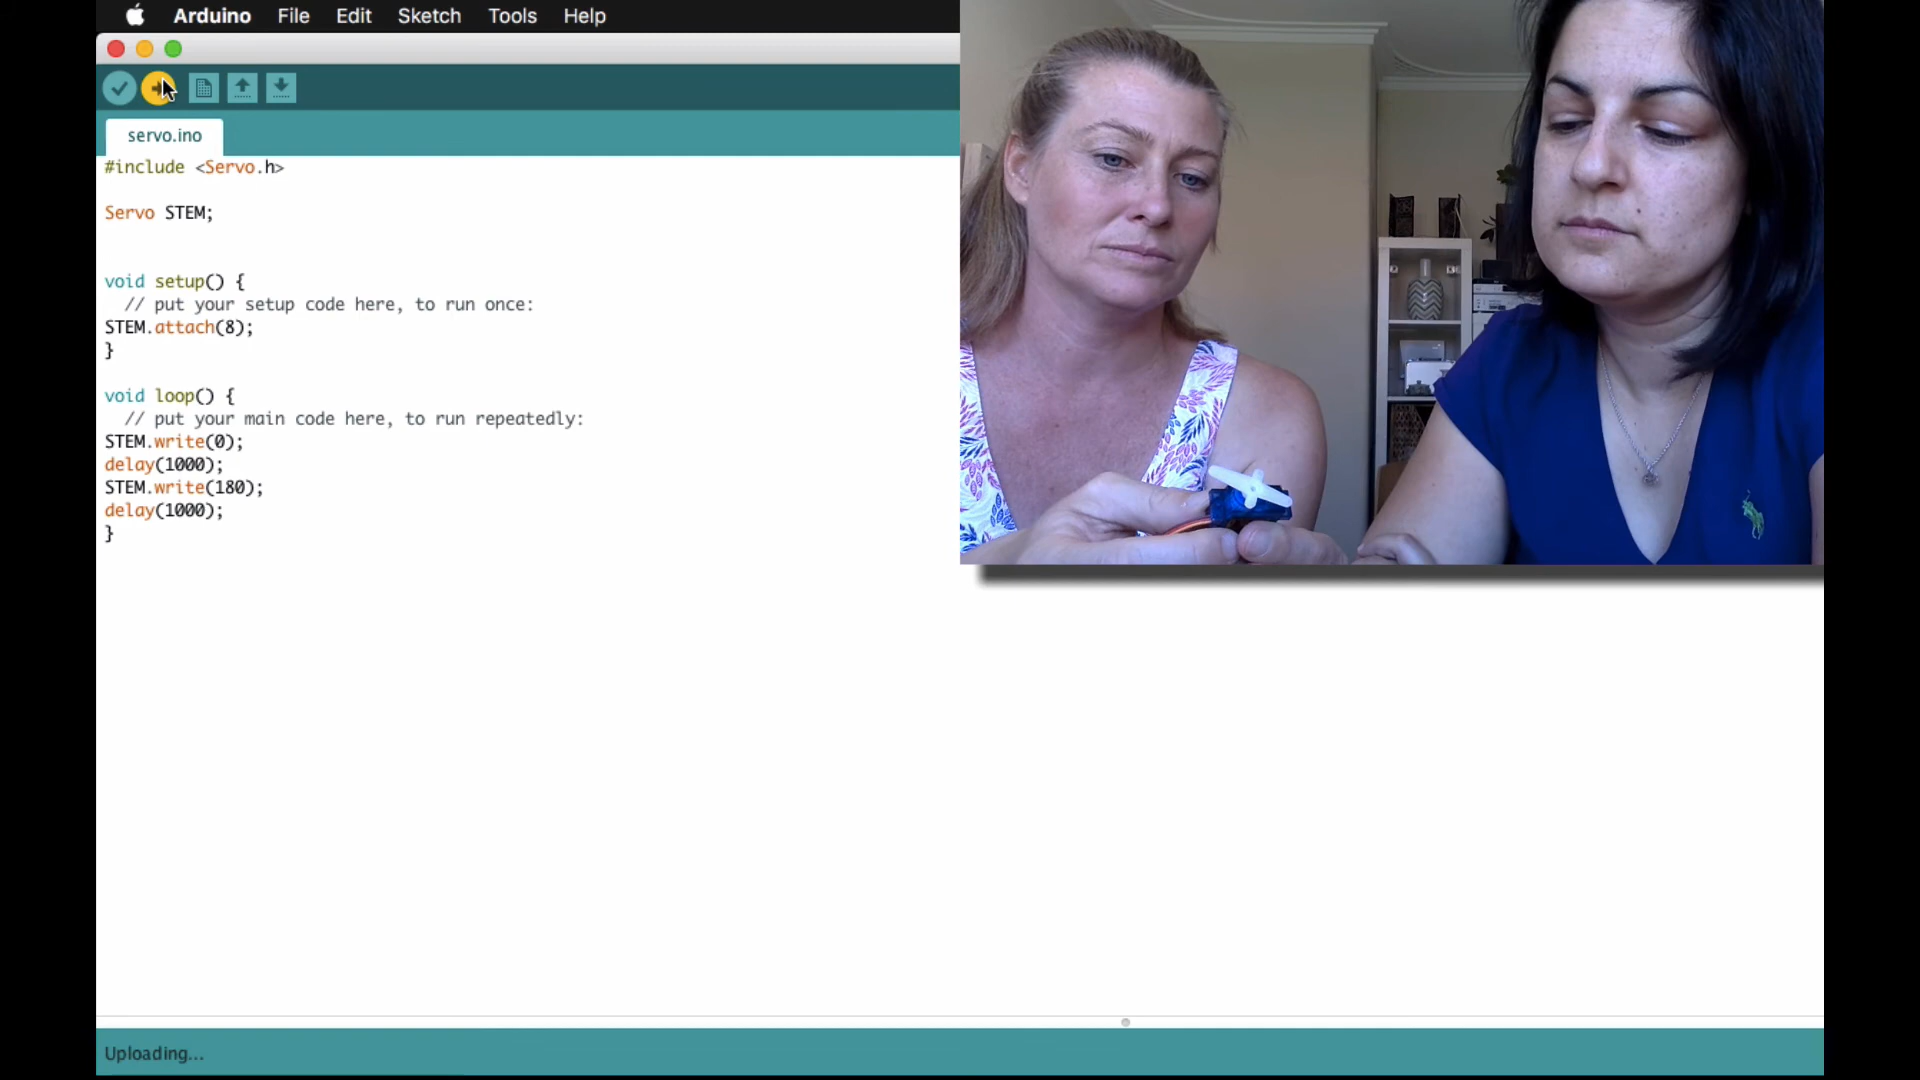 Arduino File Edit Sketch Tools Help
servo.ino
#include <Servo.h>
Servo STEM;
void setup() {
// put your setup code here, to run once:
STEM.attach(8);
}
void loop() {
// put your main code here, to run repeatedly:
STEM.write(0);
delay(1000);
STEM.write(180);
delay(1000);
}
Uploading...